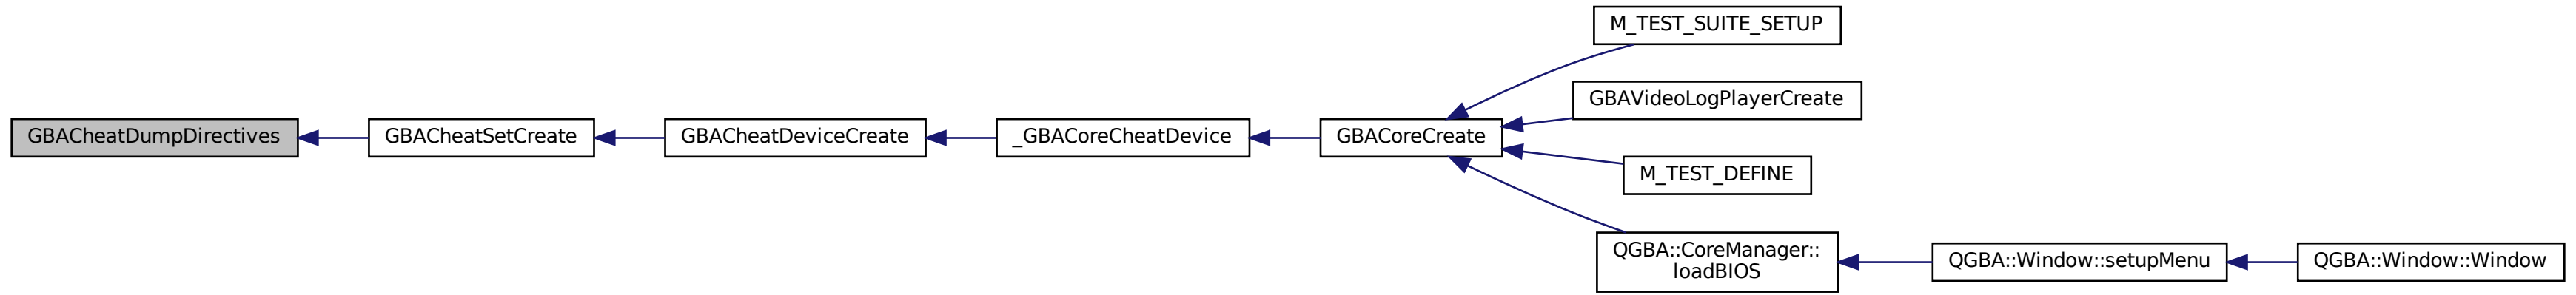 M_TEST_SUITE_SETUP
GBAVideoLogPlayerCreate
GBACheatDumpDirectives
GBACheatSetCreate
GBACheatDeviceCreate
_GBACoreCheatDevice
GBACoreCreate
M_TEST_DEFINE
QGBA::CoreManager::
loadBIOS
QGBA::Window::setupMenu
QGBA::Window::Window